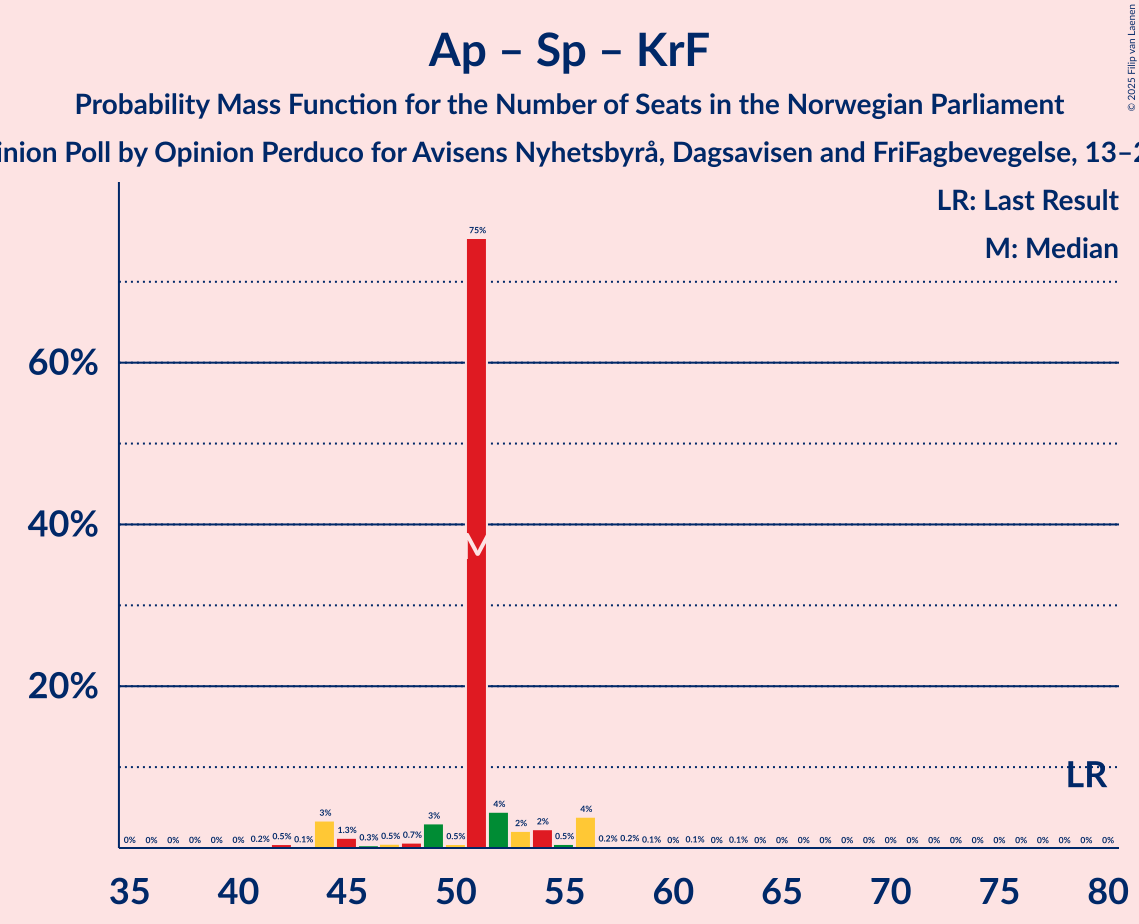 Ap – Sp – KrF
Probability Mass Function for the Number of Seats in the Norwegian Parliament
Poll by Opinion Perduco for Avisens Nyhetsbyrå, Dagsavisen and FriFagbevegelse,
© 2025 Filip van Laenen
LR: Last Result
M: Median
75%
60%
40%
M
20%
LR
0% 0% 0% 0% 0% 0% 0.2% 0.5% 0.1% 3% 1.3% 0.3% 0.5% 0.7% 3% 0.5% 4% 2% 2% 0.5% 4% 0.2% 0.2% 0.1% 0% 0.1% 0% 0.1% 0% 0% 0% 0% 0% 0% 0% 0% 0% 0% 0% 0% 0% 0% 0% 0% 0%
35 40 45 50 55 60 65 70 75 80